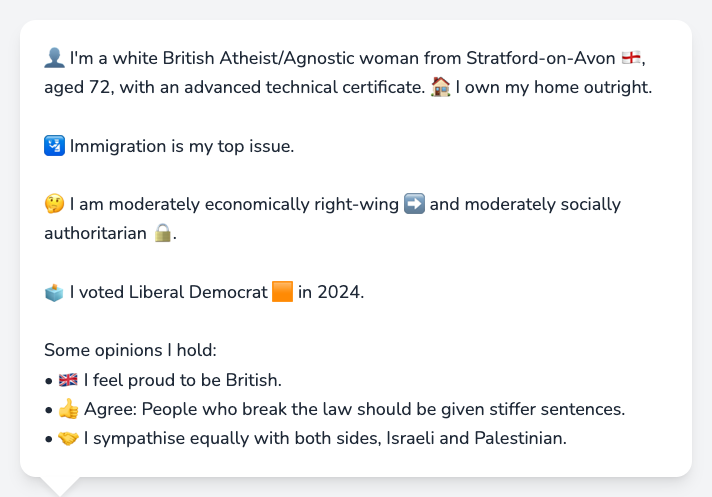 👤 I'm a white British Atheist/Agnostic woman from Stratford-on-Avon 🏴󠁧󠁢󠁥󠁮󠁧󠁿,
aged 72, with an advanced technical certificate. 🏠 I own my home outright.
🛂 Immigration is my top issue.
🤔 I am moderately economically right-wing ➡️ and moderately socially
authoritarian 🔒.
🗳️ I voted Liberal Democrat 🟧 in 2024.
Some opinions I hold:
• 🇬🇧 I feel proud to be British.
• 👍 Agree: People who break the law should be given stiffer sentences.
• 🤝 I sympathise equally with both sides, Israeli and Palestinian.